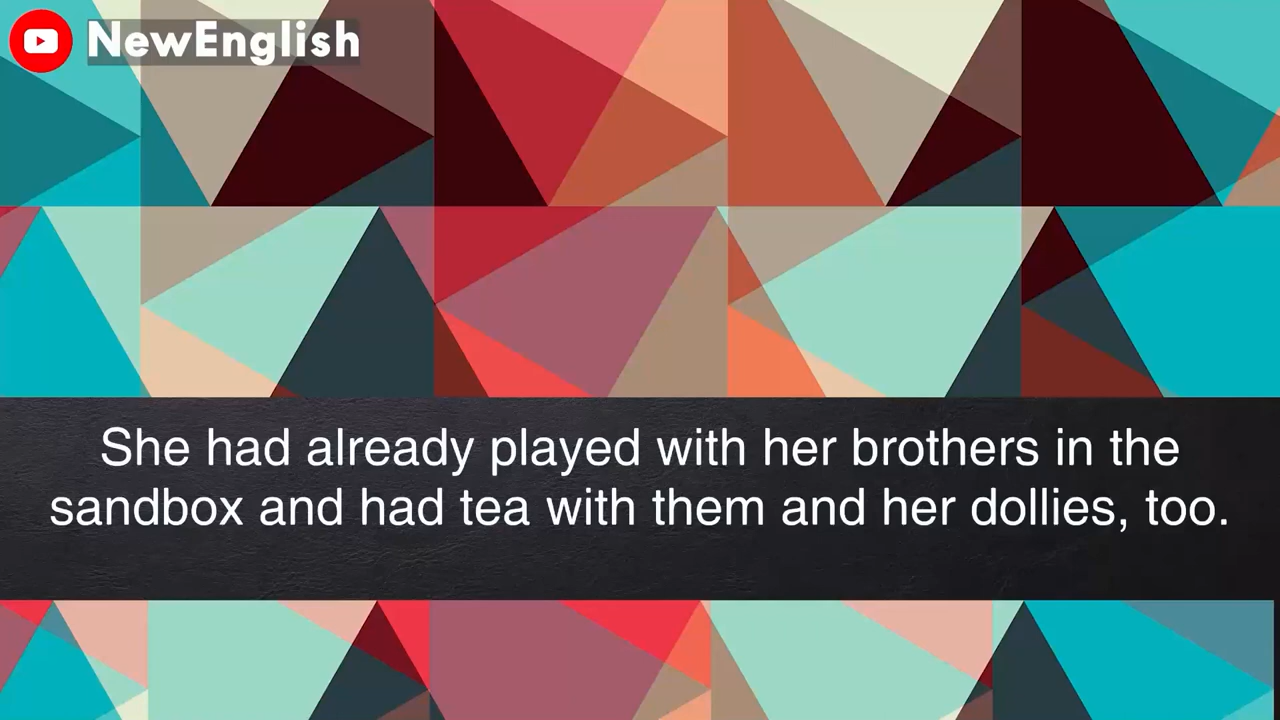 NewEnglish
She had already played with her brothers in the
sandbox and had tea with them and her dollies, too.